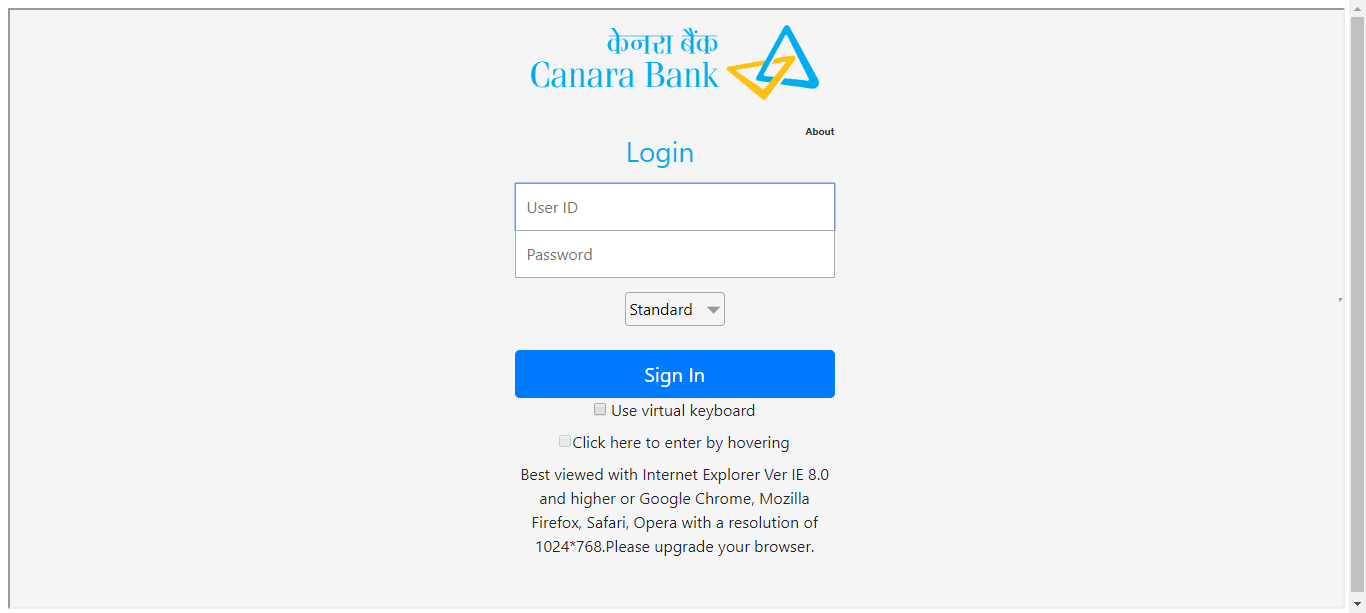 केनरा बैंक
Canara Bank
About
Login
User ID
Password
Standard
Sign In
Use virtual keyboard
Click here to enter by hovering
Best viewed with Internet Explorer Ver IE 8.0
and higher or Google Chrome, Mozilla
Firefox, Safari, Opera with a resolution of
1024*768.Please upgrade your browser.